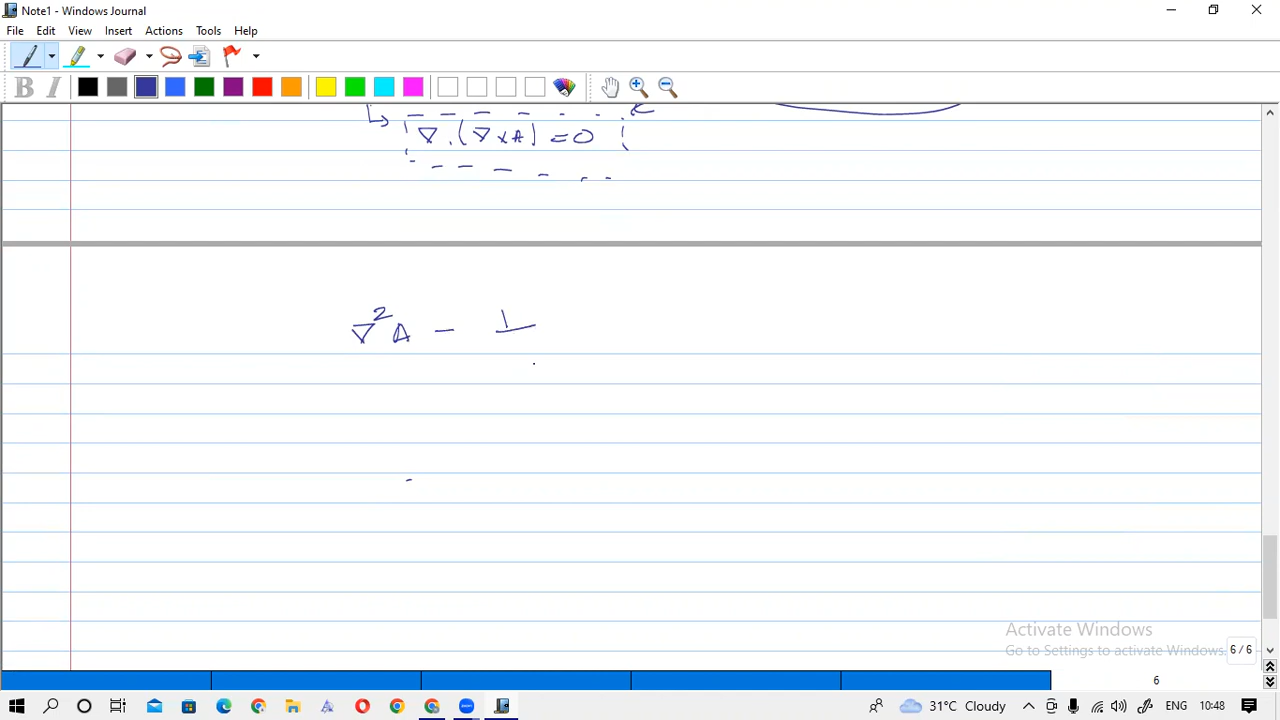 Note1 - Windows Journal
File Edit View Insert Actions Tools Help
B I
∇ . (∇ × A) = 0
∇² A - 1
Activate Windows
Go to Settings to activate Windows.
6/6
6
31°C Cloudy
ENG 10:48